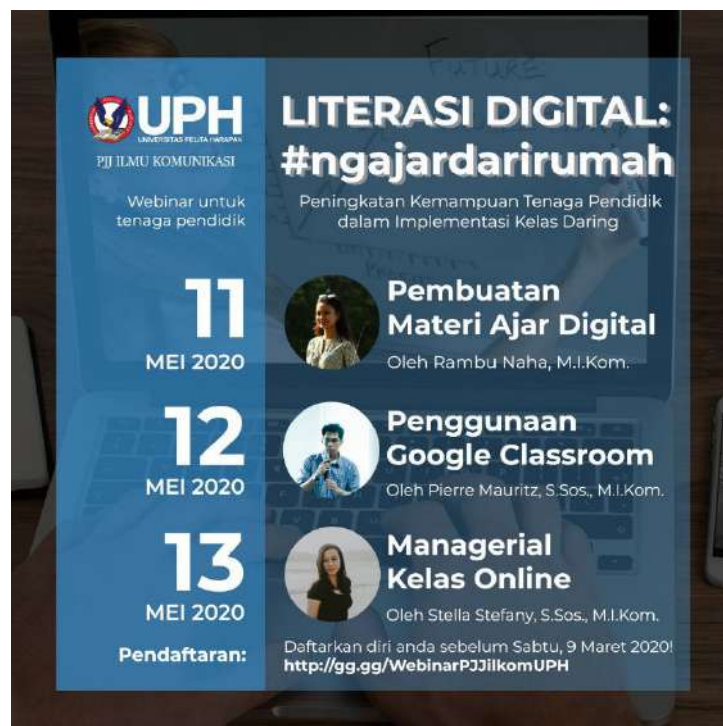 FUTURE
UPH
UNIVERSITAS PELITA HARAPAN
PJJ ILMU KOMUNIKASI
Webinar untuk
tenaga pendidik
LITERASI DIGITAL:
#ngajardarirumah
Peningkatan Kemampuan Tenaga Pendidik
dalam Implementasi Kelas Daring
11
MEI 2020
Pembuatan
Materi Ajar Digital
Oleh Rambu Naha, M.I.Kom.
12
MEI 2020
Penggunaan
Google Classroom
Oleh Pierre Mauritz, S.Sos., M.I.Kom.
13
MEI 2020
Managerial
Kelas Online
Oleh Stella Stefany, S.Sos., M.I.Kom.
Pendaftaran:
Daftarkan diri anda sebelum Sabtu, 9 Maret 2020!
http://gg.gg/WebinarPJJilkomUPH